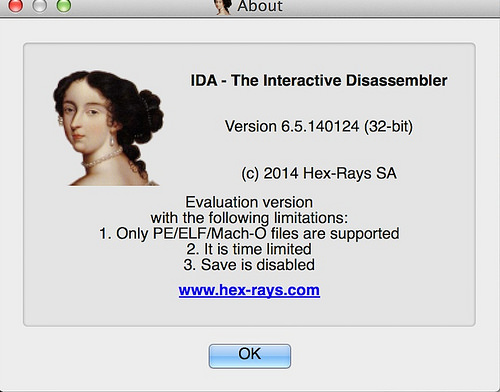 About
IDA - The Interactive Disassembler
Version 6.5.140124 (32-bit)
(c) 2014 Hex-Rays SA
Evaluation version
with the following limitations:
1. Only PE/ELF/Mach-O files are supported
2. It is time limited
3. Save is disabled
www.hex-rays.com
OK